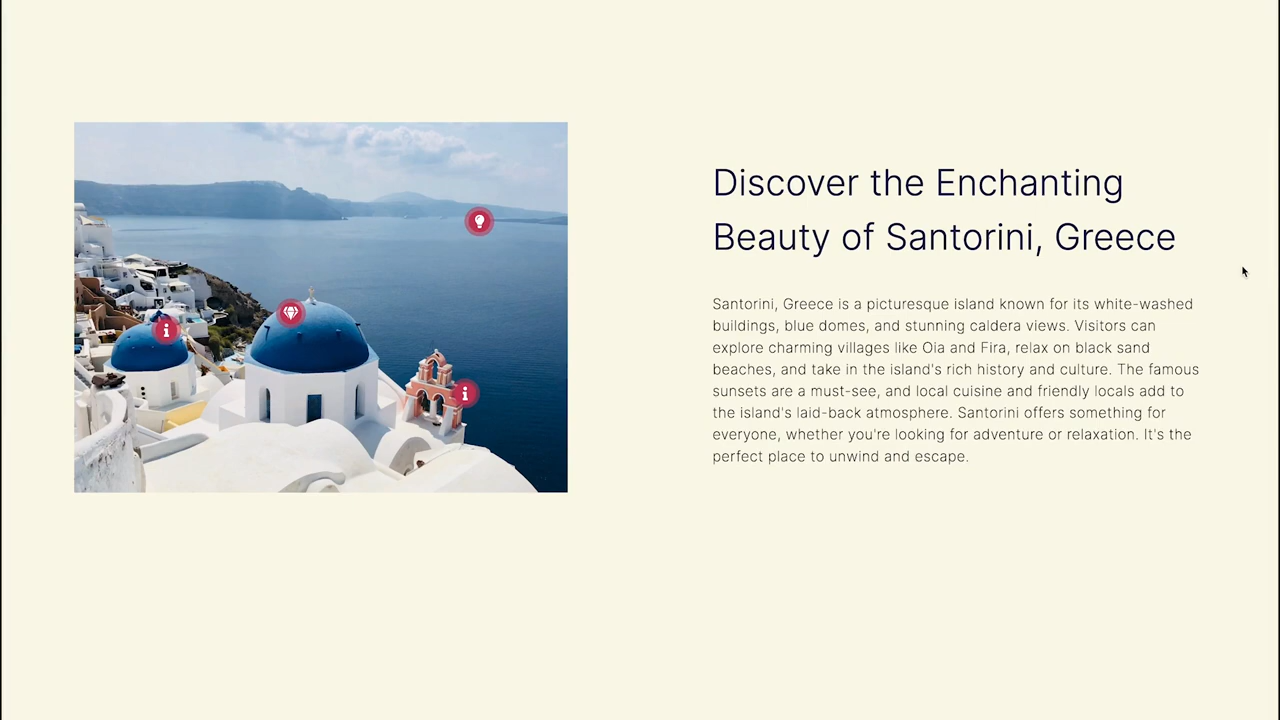 Discover the Enchanting
Beauty of Santorini, Greece
Santorini, Greece is a picturesque island known for its white-washed
buildings, blue domes, and stunning caldera views. Visitors can
explore charming villages like Oia and Fira, relax on black sand
beaches, and take in the island's rich history and culture. The famous
sunsets are a must-see, and local cuisine and friendly locals add to
the island's laid-back atmosphere. Santorini offers something for
everyone, whether you're looking for adventure or relaxation. It's the
perfect place to unwind and escape.